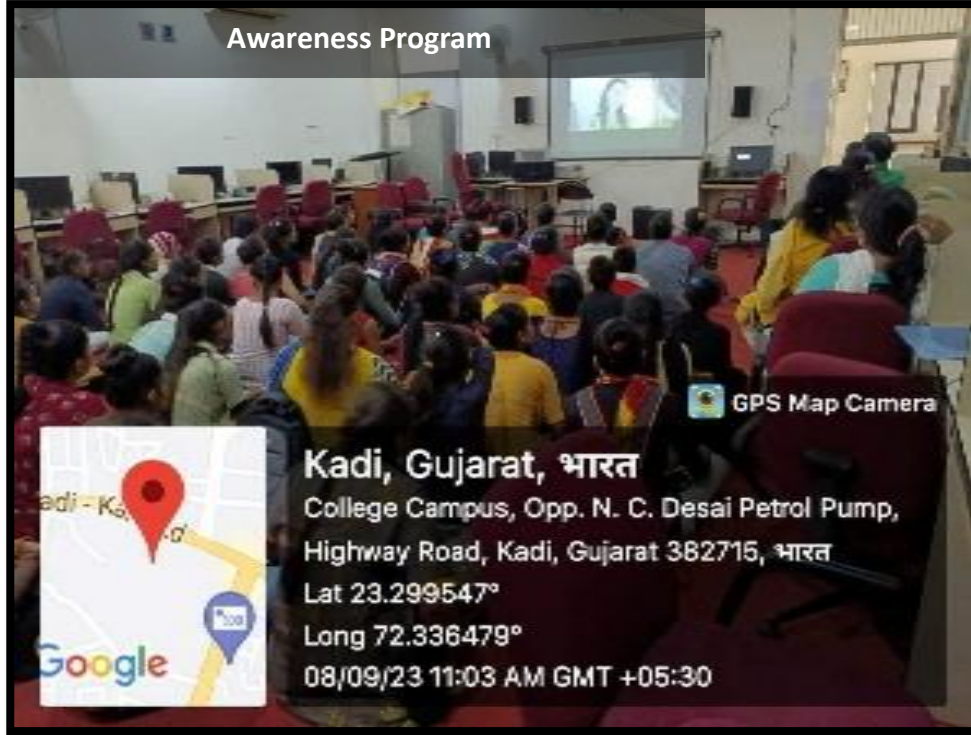 Awareness Program
GPS Map Camera
Kadi, Gujarat, भारत
College Campus, Opp. N. C. Desai Petrol Pump,
Highway Road, Kadi, Gujarat 382715, भारत
Lat 23.299547°
Long 72.336479°
08/09/23 11:03 AM GMT +05:30
Google